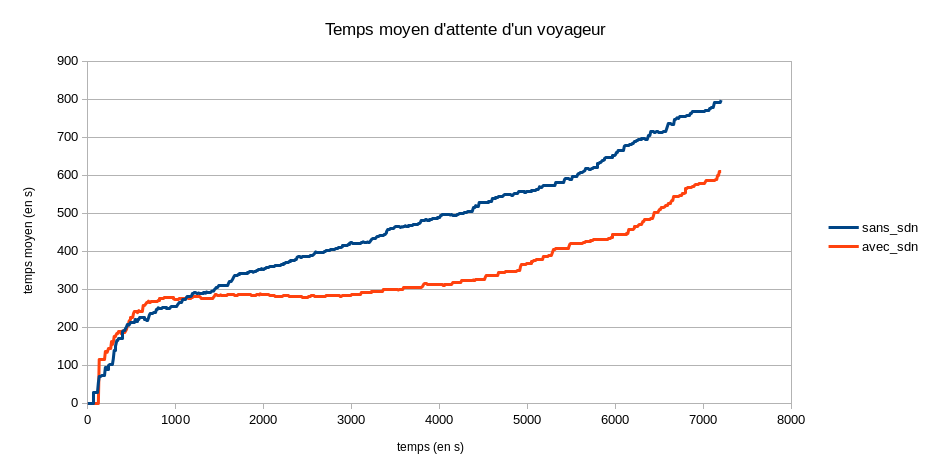 Temps moyen d'attente d'un voyageur
900
800
700
600
500
400
300
200
100
0
0 1000 2000 3000 4000 5000 6000 7000 8000
temps moyen (en s)
temps (en s)
sans_sdn
avec_sdn